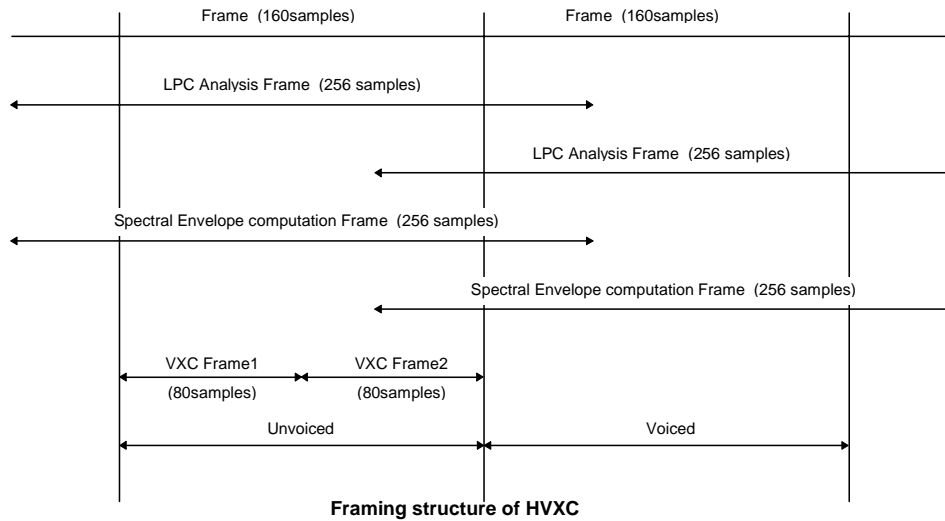 Frame (160samples)
Frame (160samples)
LPC Analysis Frame (256 samples)
LPC Analysis Frame (256 samples)
Spectral Envelope computation Frame (256 samples)
Spectral Envelope computation Frame (256 samples)
VXC Frame1
VXC Frame2
(80samples)
(80samples)
Unvoiced
Voiced
Framing structure of HVXC